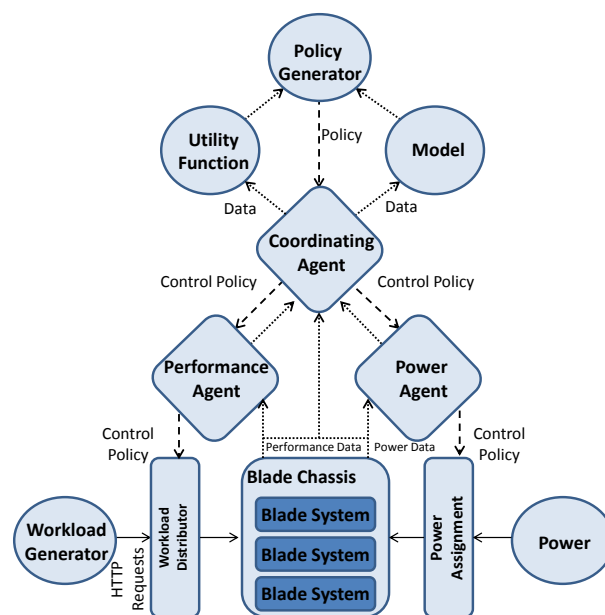 Policy
Generator
Policy
Utility
Function
Model
Data
Data
Coordinating
Agent
Control Policy
Control Policy
Performance
Agent
Power
Agent
Control
Policy
Performance Data
Power Data
Control
Policy
Blade Chassis
Workload
Generator
HTTP
Requests
Workload
Distributor
Blade System
Blade System
Blade System
Power
Assignment
Power